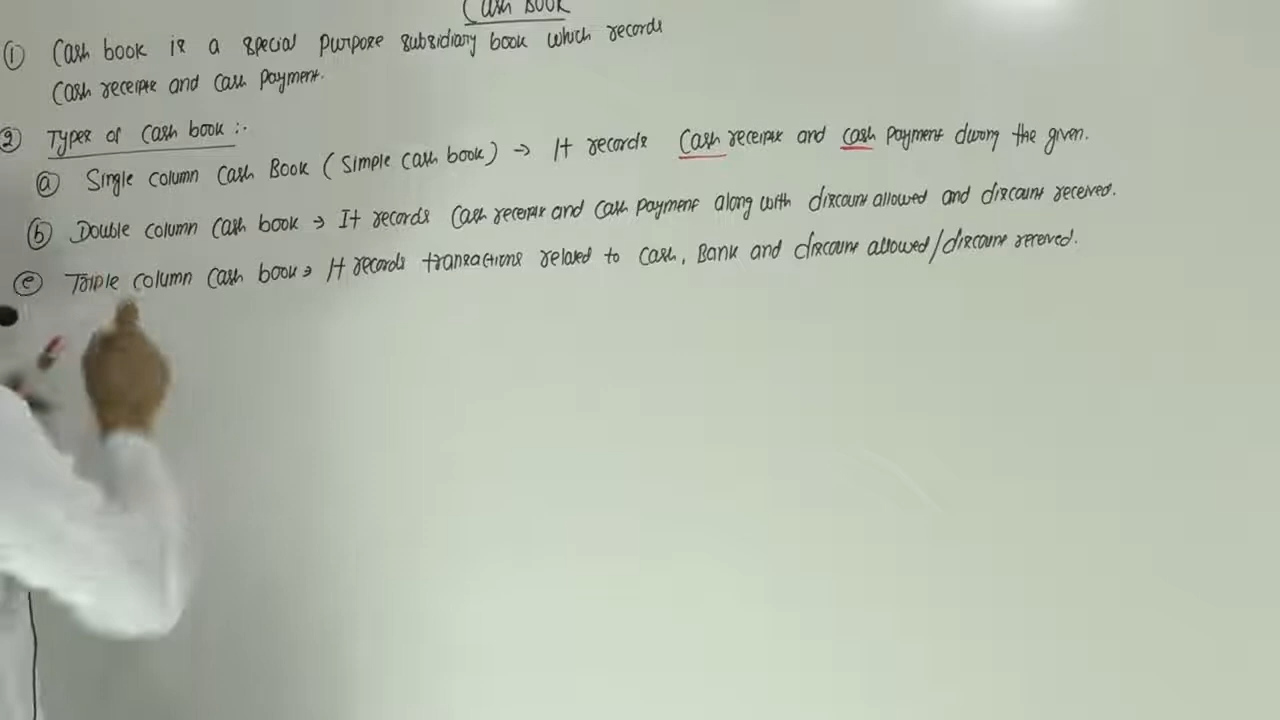 Cash Book
① Cash book is a special purpose subsidiary book which records
Cash receipts and cash payment.
② Types of cash book :-
ⓐ Single column cash Book (Simple cash book) → It records cash receipts and cash payment during the given.
ⓑ Double column cash book → It records cash receipts and cash payment along with discount allowed and discount received.
ⓒ Triple column cash book → It records transactions related to cash, Bank and discount allowed/discount received.